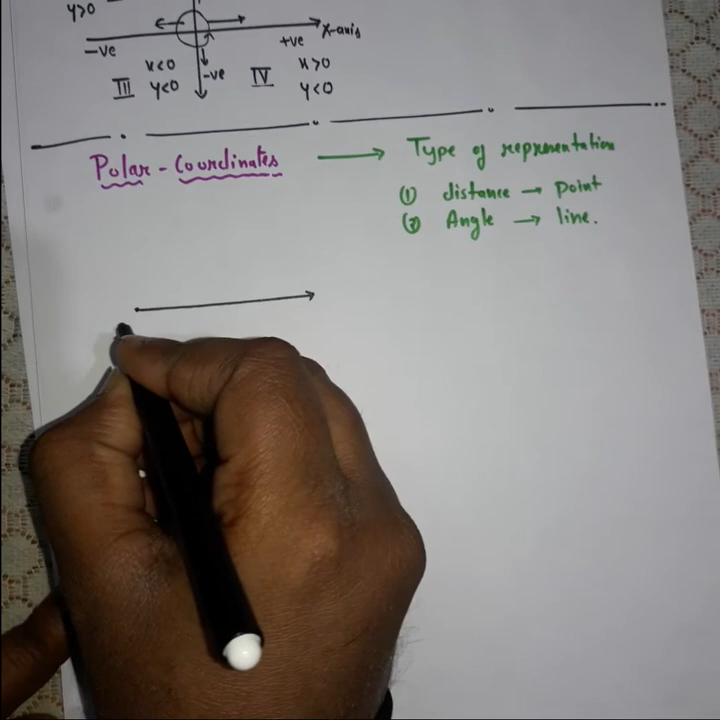 y>0
X-axis
-ve
+ve
x<0
-ve
x>0
III
y<0
IV
y<0
Polar - Coordinates → Type of representation
(1) distance → point
(2) Angle → line.